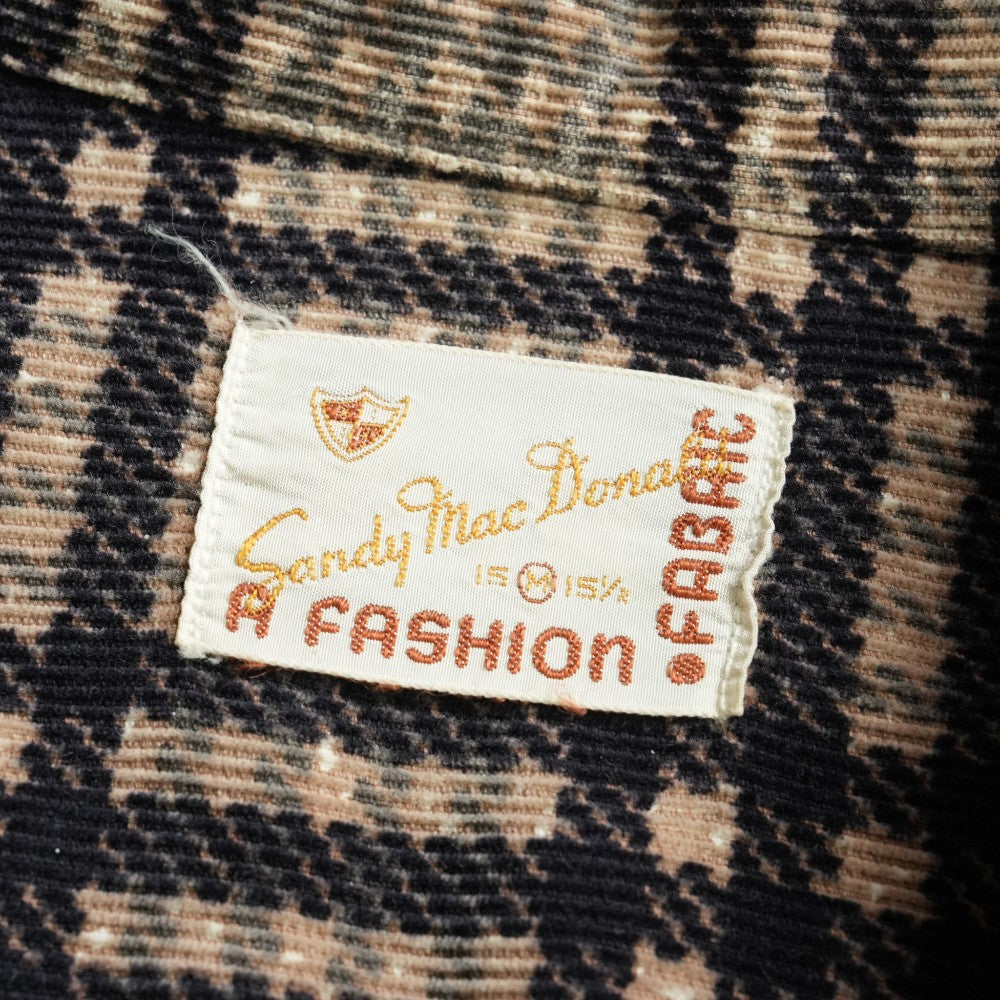 Sandy MacDonald
15 M 15½
A FASHION
•FABRIC